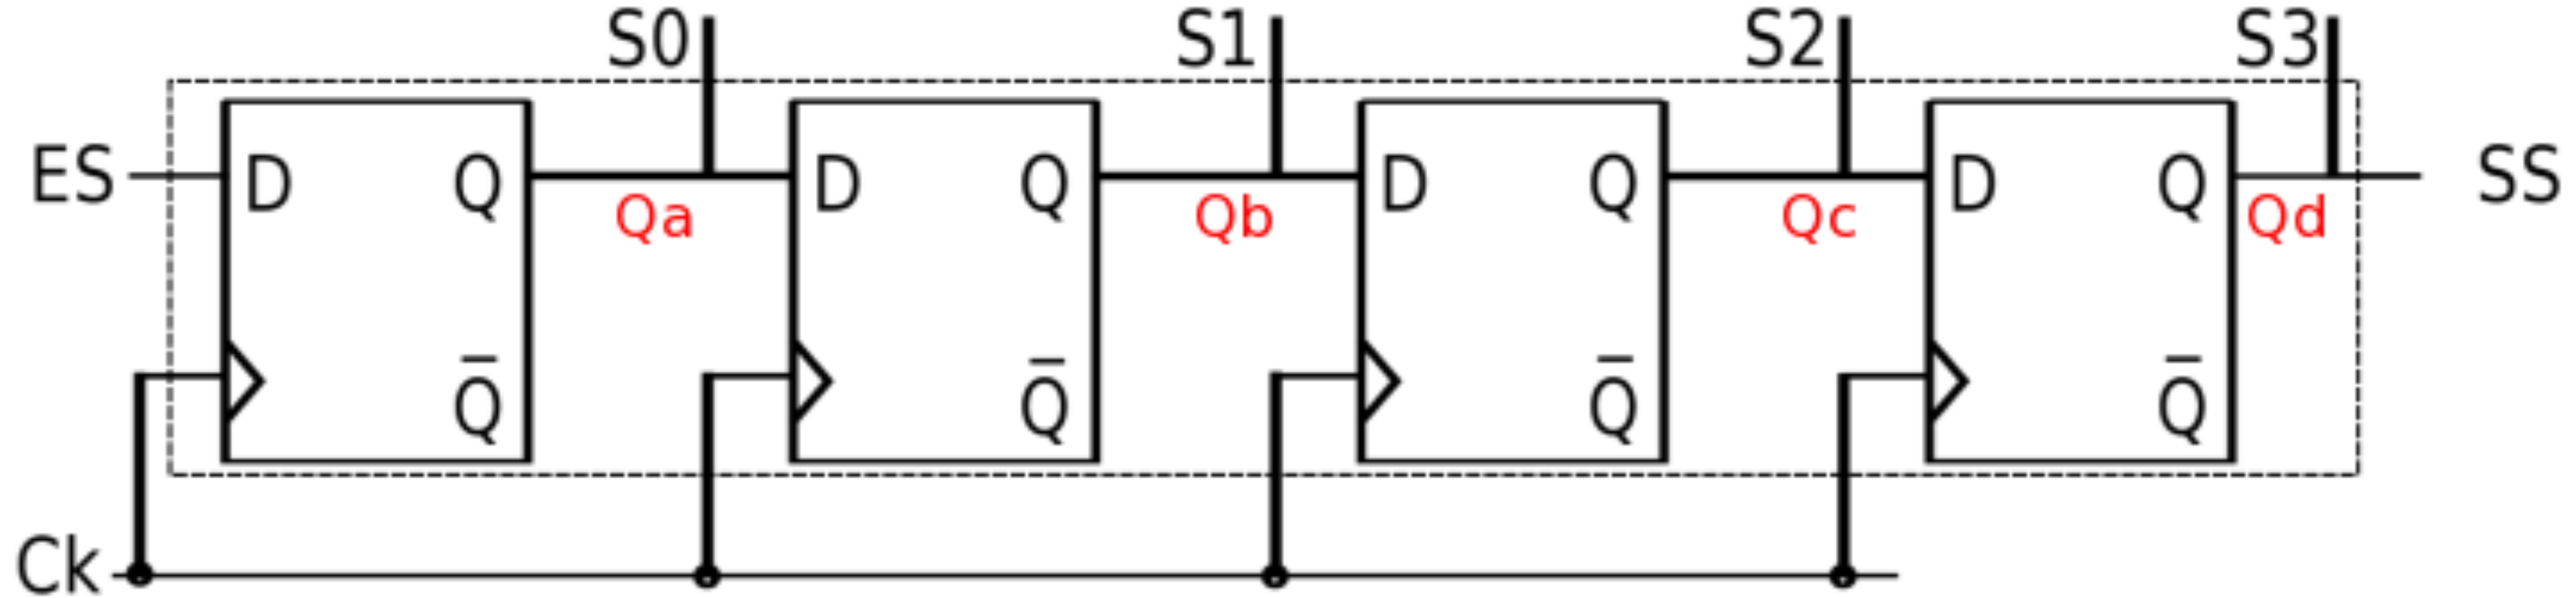 S0 S1 S2 S3
ES D Q D Q D Q D Q SS
Qa Qb Qc Qd
Q̅ Q̅ Q̅ Q̅
Ck